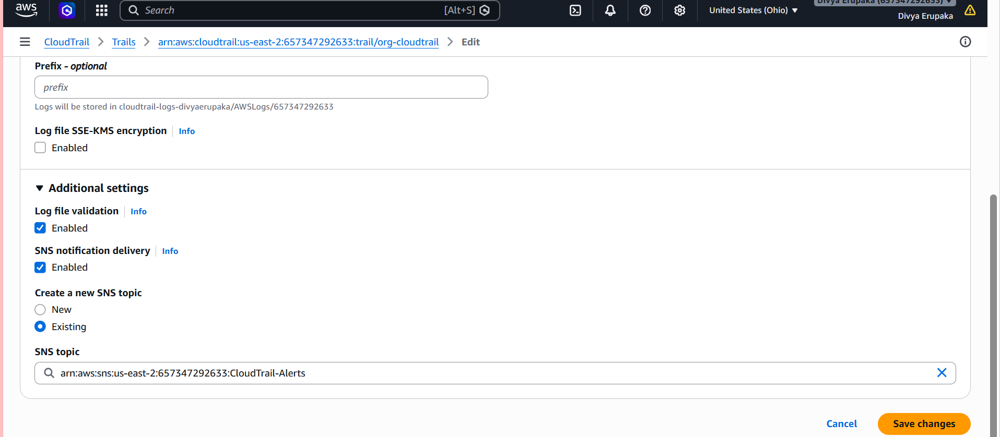 aws
Search [Alt+S]
United States (Ohio) ▼
Divya Erupaka (657347292633) ▼
Divya Erupaka
CloudTrail > Trails > arn:aws:cloudtrail:us-east-2:657347292633:trail/org-cloudtrail > Edit
Prefix - optional
prefix
Logs will be stored in cloudtrail-logs-divyaerupaka/AWSLogs/657347292633
Log file SSE-KMS encryption | Info
Enabled
▼ Additional settings
Log file validation | Info
Enabled
SNS notification delivery | Info
Enabled
Create a new SNS topic
New
Existing
SNS topic
arn:aws:sns:us-east-2:657347292633:CloudTrail-Alerts
Cancel
Save changes